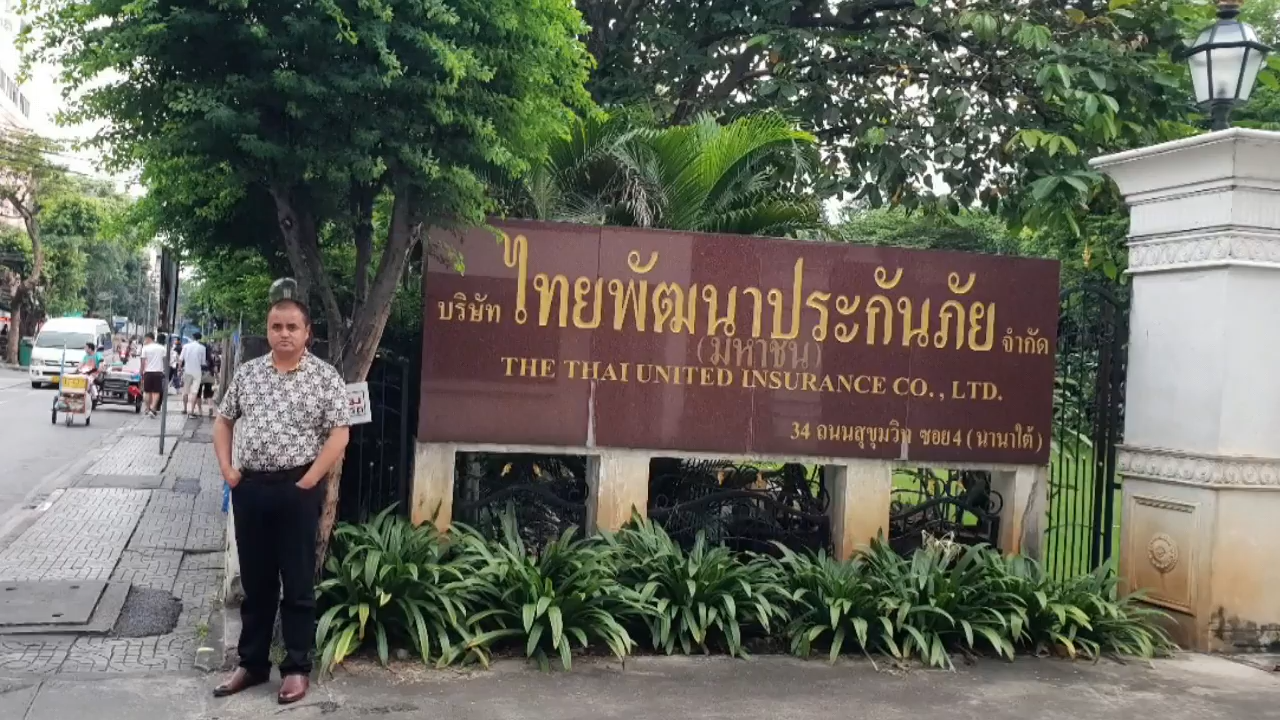 บริษัท ไทยพัฒนาประกันภัย จำกัด
(มหาชน)
THE THAI UNITED INSURANCE CO., LTD.
34 ถนนสุขุมวิท ซอย 4 (นานาใต้)